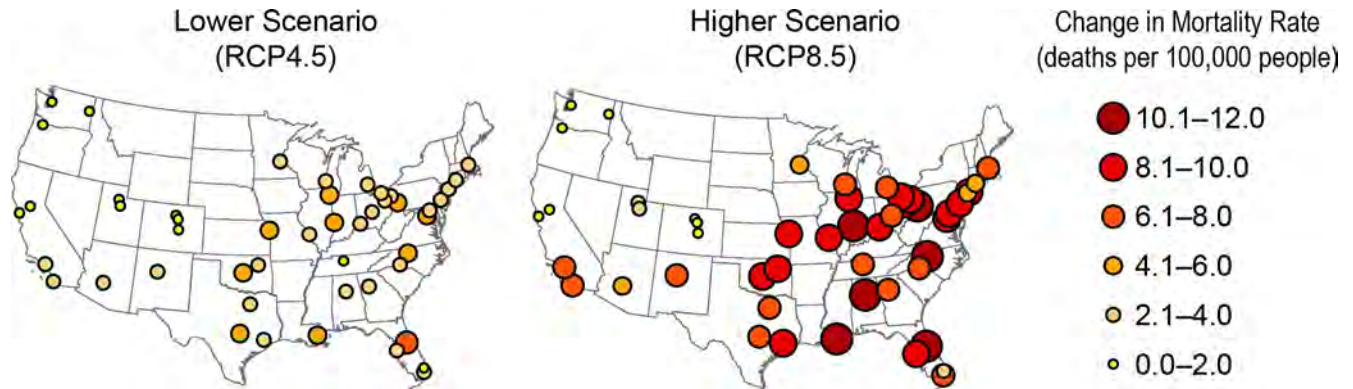 Lower Scenario
(RCP4.5)
Higher Scenario
(RCP8.5)
Change in Mortality Rate
(deaths per 100,000 people)
10.1–12.0
8.1–10.0
6.1–8.0
4.1–6.0
2.1–4.0
0.0–2.0